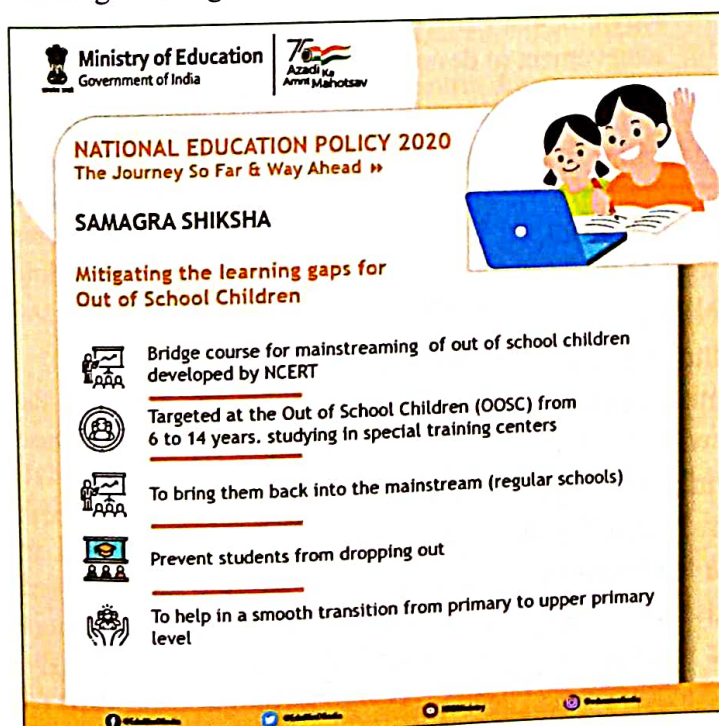 Ministry of Education
Government of India
Azadi Ka
Amrit Mahotsav
NATIONAL EDUCATION POLICY 2020
The Journey So Far & Way Ahead
SAMAGRA SHIKSHA
Mitigating the learning gaps for
Out of School Children
Bridge course for mainstreaming of out of school children
developed by NCERT
Targeted at the Out of School Children (OOSC) from
6 to 14 years. studying in special training centers
To bring them back into the mainstream (regular schools)
Prevent students from dropping out
To help in a smooth transition from primary to upper primary
level